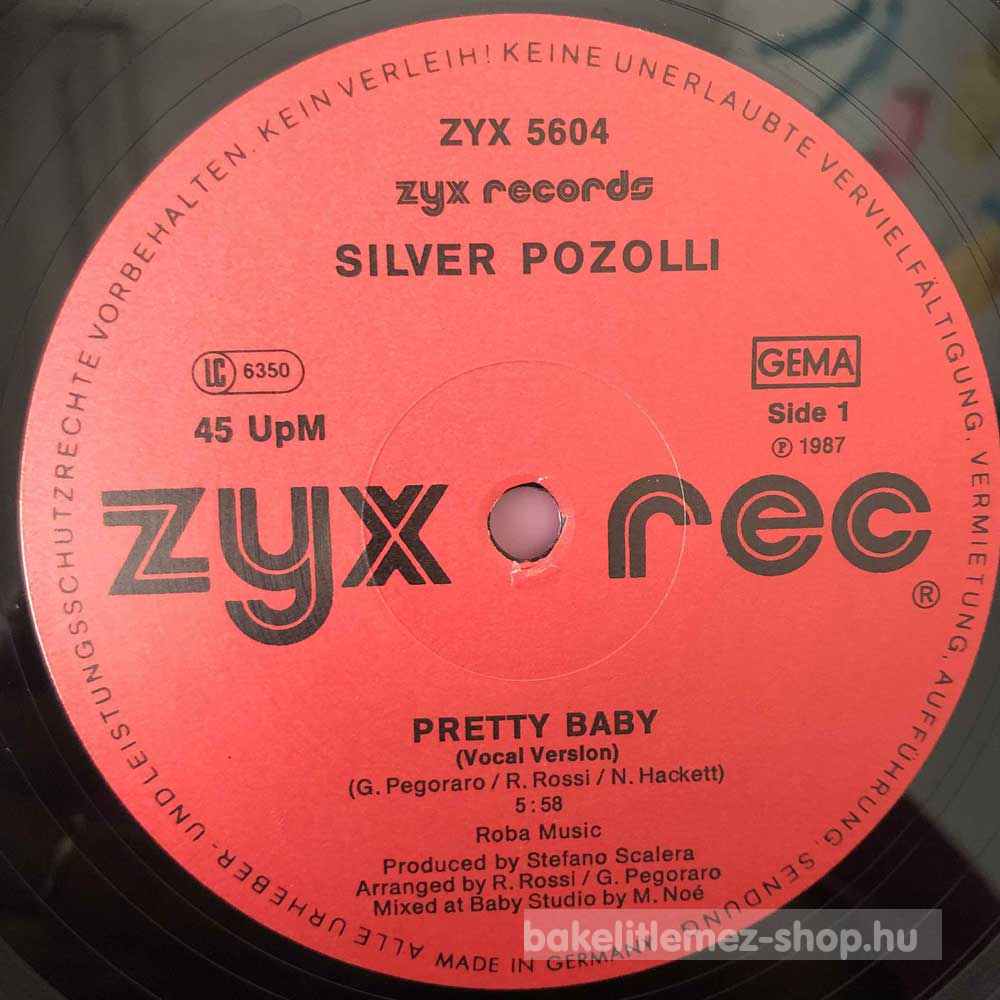 ALLE URHEBER- UND LEISTUNGSSCHUTZRECHTE VORBEHALTEN. KEIN VERLEIH! KEINE UNERLAUBTE VERVIELFÄLTIGUNG, VERMIETUNG, AUFFÜHRUNG, SENDUNG
ZYX 5604
zyx records
SILVER POZOLLI
LC 6350
GEMA
45 UpM
Side 1
℗ 1987
zyx rec
®
PRETTY BABY
(Vocal Version)
(G. Pegoraro / R. Rossi / N. Hackett)
5:58
Roba Music
Produced by Stefano Scalera
Arranged by R. Rossi / G. Pegoraro
Mixed at Baby Studio by M. Noé
MADE IN GERMANY
bakelitlemez-shop.hu